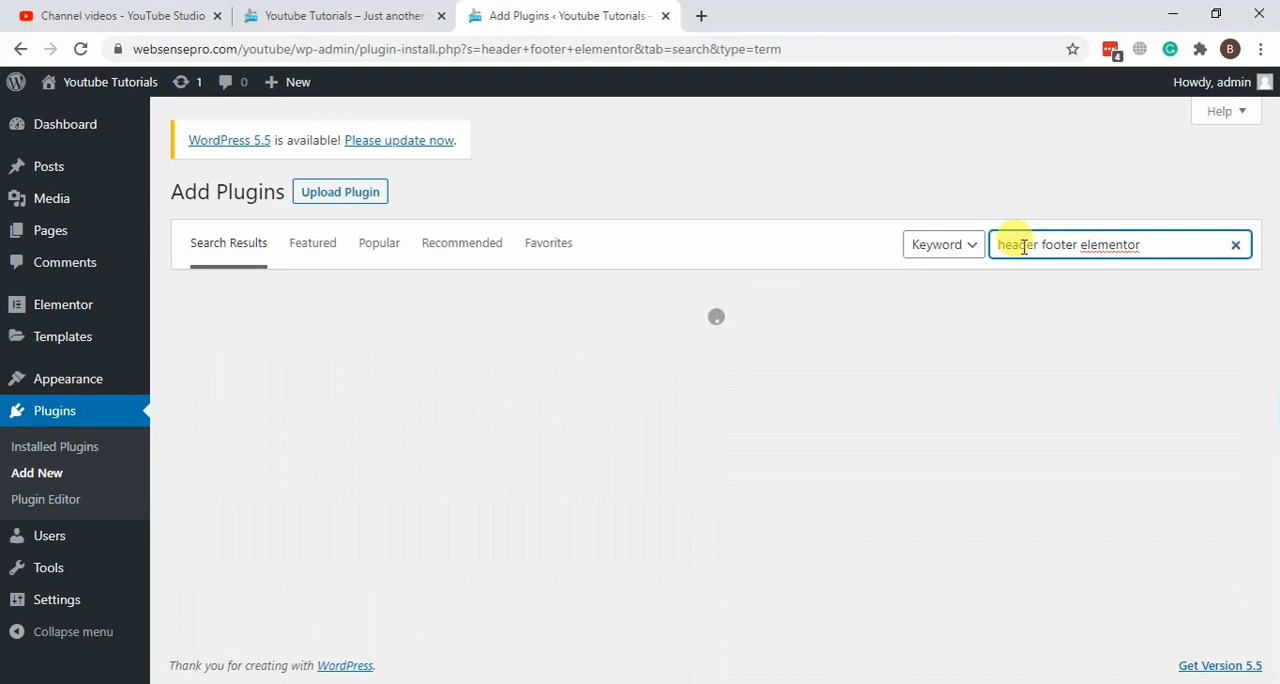 Channel videos - YouTube Studio
Youtube Tutorials – Just another
Add Plugins ‹ Youtube Tutorials -
websensepro.com/youtube/wp-admin/plugin-install.php?s=header+footer+elementor&tab=search&type=term
4
B
Youtube Tutorials
1
0
New
Howdy, admin
Help
Dashboard
Posts
Media
Pages
Comments
Elementor
Templates
Appearance
Plugins
Installed Plugins
Add New
Plugin Editor
Users
Tools
Settings
Collapse menu
WordPress 5.5 is available! Please update now.
Add Plugins
Upload Plugin
Search Results
Featured
Popular
Recommended
Favorites
Keyword
header footer elementor
Thank you for creating with WordPress.
Get Version 5.5